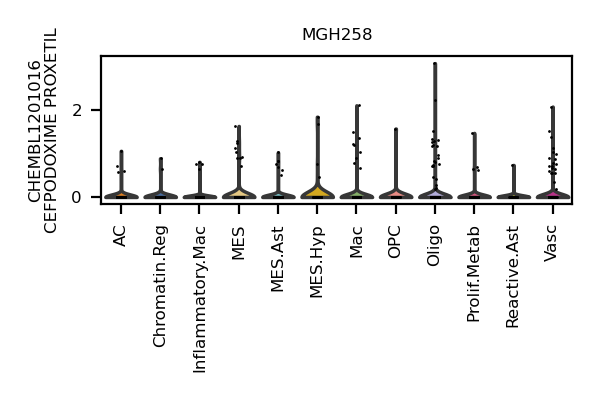 MGH258
CHEMBL1201016
CEFPODOXIME PROXETIL
2
0
AC
Chromatin.Reg
Inflammatory.Mac
MES
MES.Ast
MES.Hyp
Mac
OPC
Oligo
Prolif.Metab
Reactive.Ast
Vasc